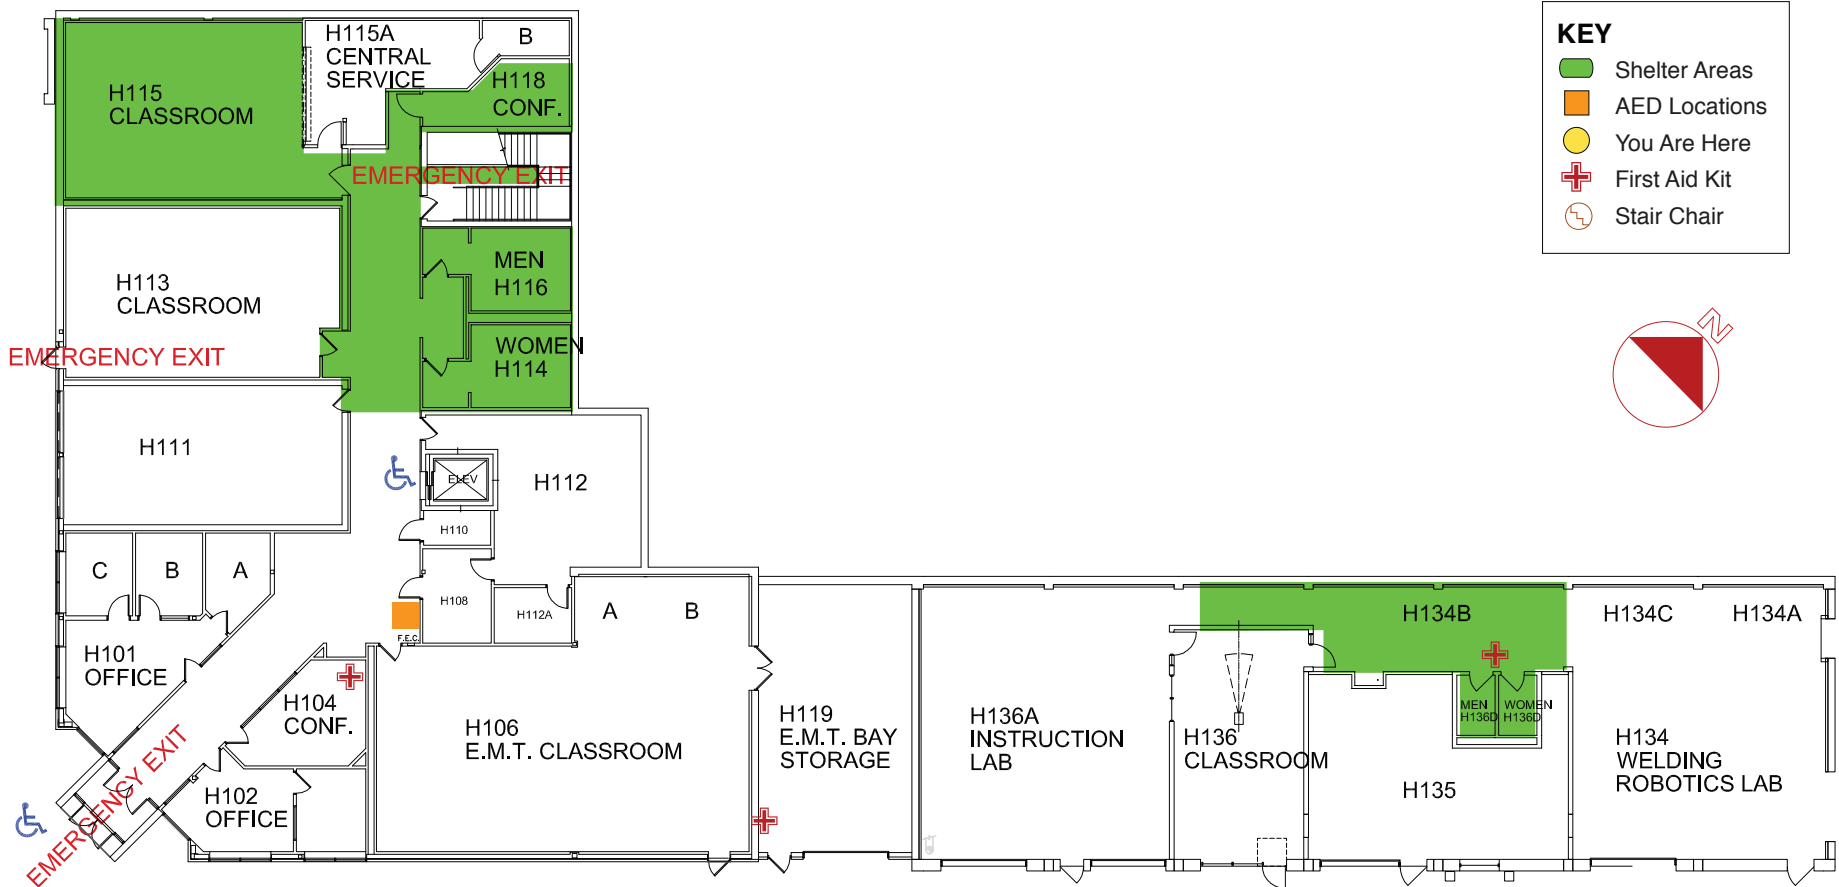 H115A
CENTRAL
SERVICE
B
H118
CONF.
H115
CLASSROOM
EMERGENCY EXIT
MEN
H116
WOMEN
H114
H113
CLASSROOM
EMERGENCY EXIT
H111
ELEV
H112
H110
H108
H112A
F.E.C.
C
B
A
H101
OFFICE
H104
CONF.
H102
OFFICE
EMERGENCY EXIT
A
B
H106
E.M.T. CLASSROOM
H119
E.M.T. BAY
STORAGE
H136A
INSTRUCTION
LAB
H136
CLASSROOM
H134B
MEN
H136D
WOMEN
H136D
H135
H134C
H134A
H134
WELDING
ROBOTICS LAB
KEY
Shelter Areas
AED Locations
You Are Here
First Aid Kit
Stair Chair
N